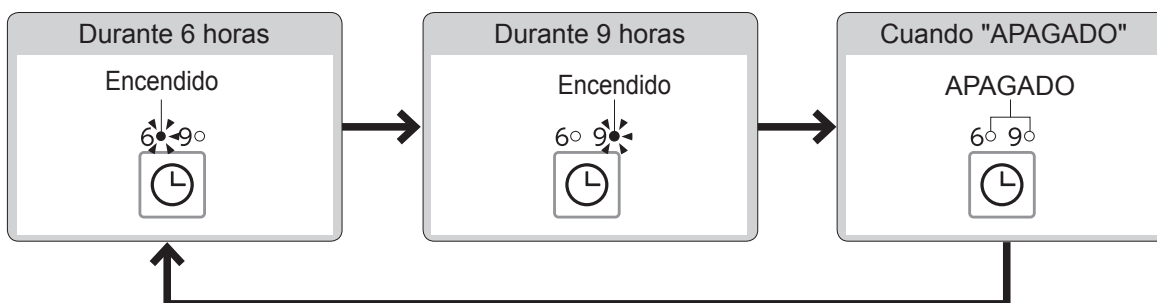 Durante 6 horas
Encendido
6 9
Durante 9 horas
Encendido
6 9
Cuando "APAGADO"
APAGADO
6 9